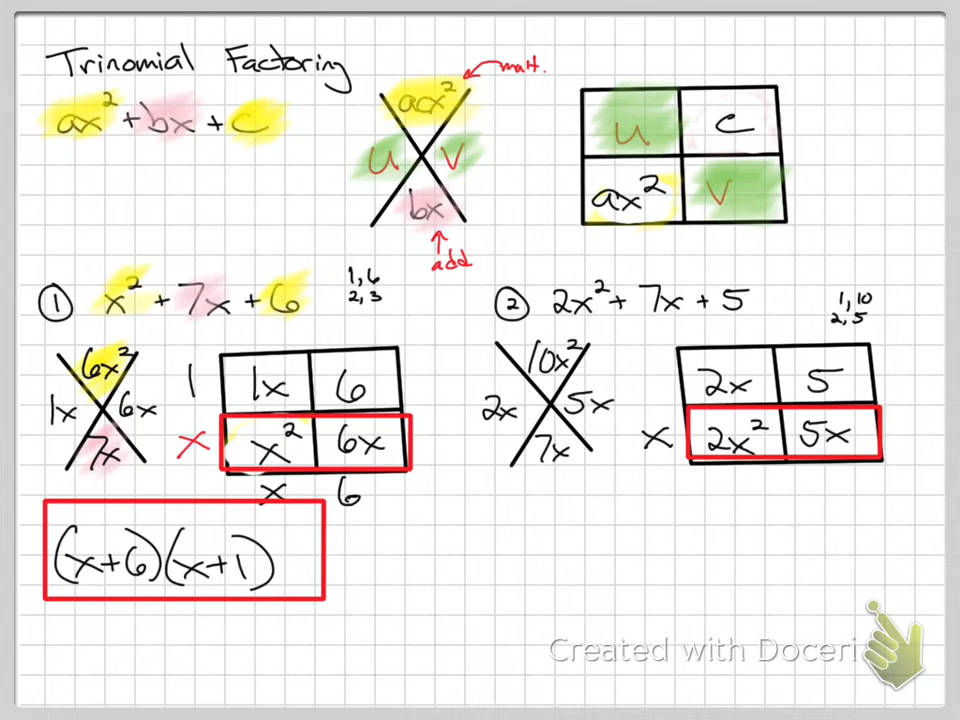 Trinomial Factoring
ax² + bx + c
acx²
mult.
u v
bx
add
u c
ax² v
① x² + 7x + 6
1, 6
2, 3
6x²
1x 6x
7x
1 1x 6
x x² 6x
x 6
(x+6)(x+1)
② 2x² + 7x + 5
1, 10
2, 5
10x²
2x 5x
7x
2x 5
x 2x² 5x
Created with Doceri